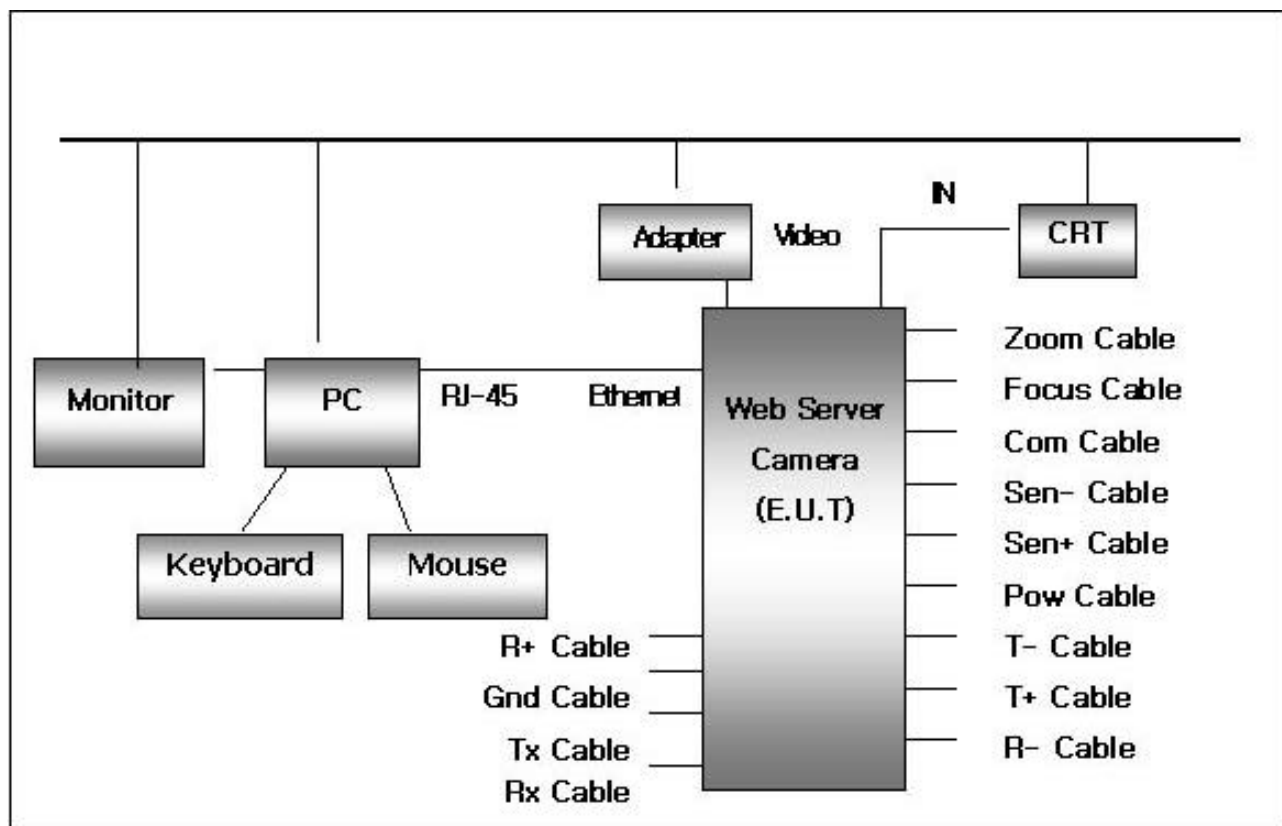 IN
Adapter
Video
CRT
Monitor
PC
RJ-45
Ethernet
Web Server
Camera
(E.U.T)
Keyboard
Mouse
Zoom Cable
Focus Cable
Com Cable
Sen- Cable
Sen+ Cable
Pow Cable
T- Cable
T+ Cable
R- Cable
R+ Cable
Gnd Cable
Tx Cable
Rx Cable